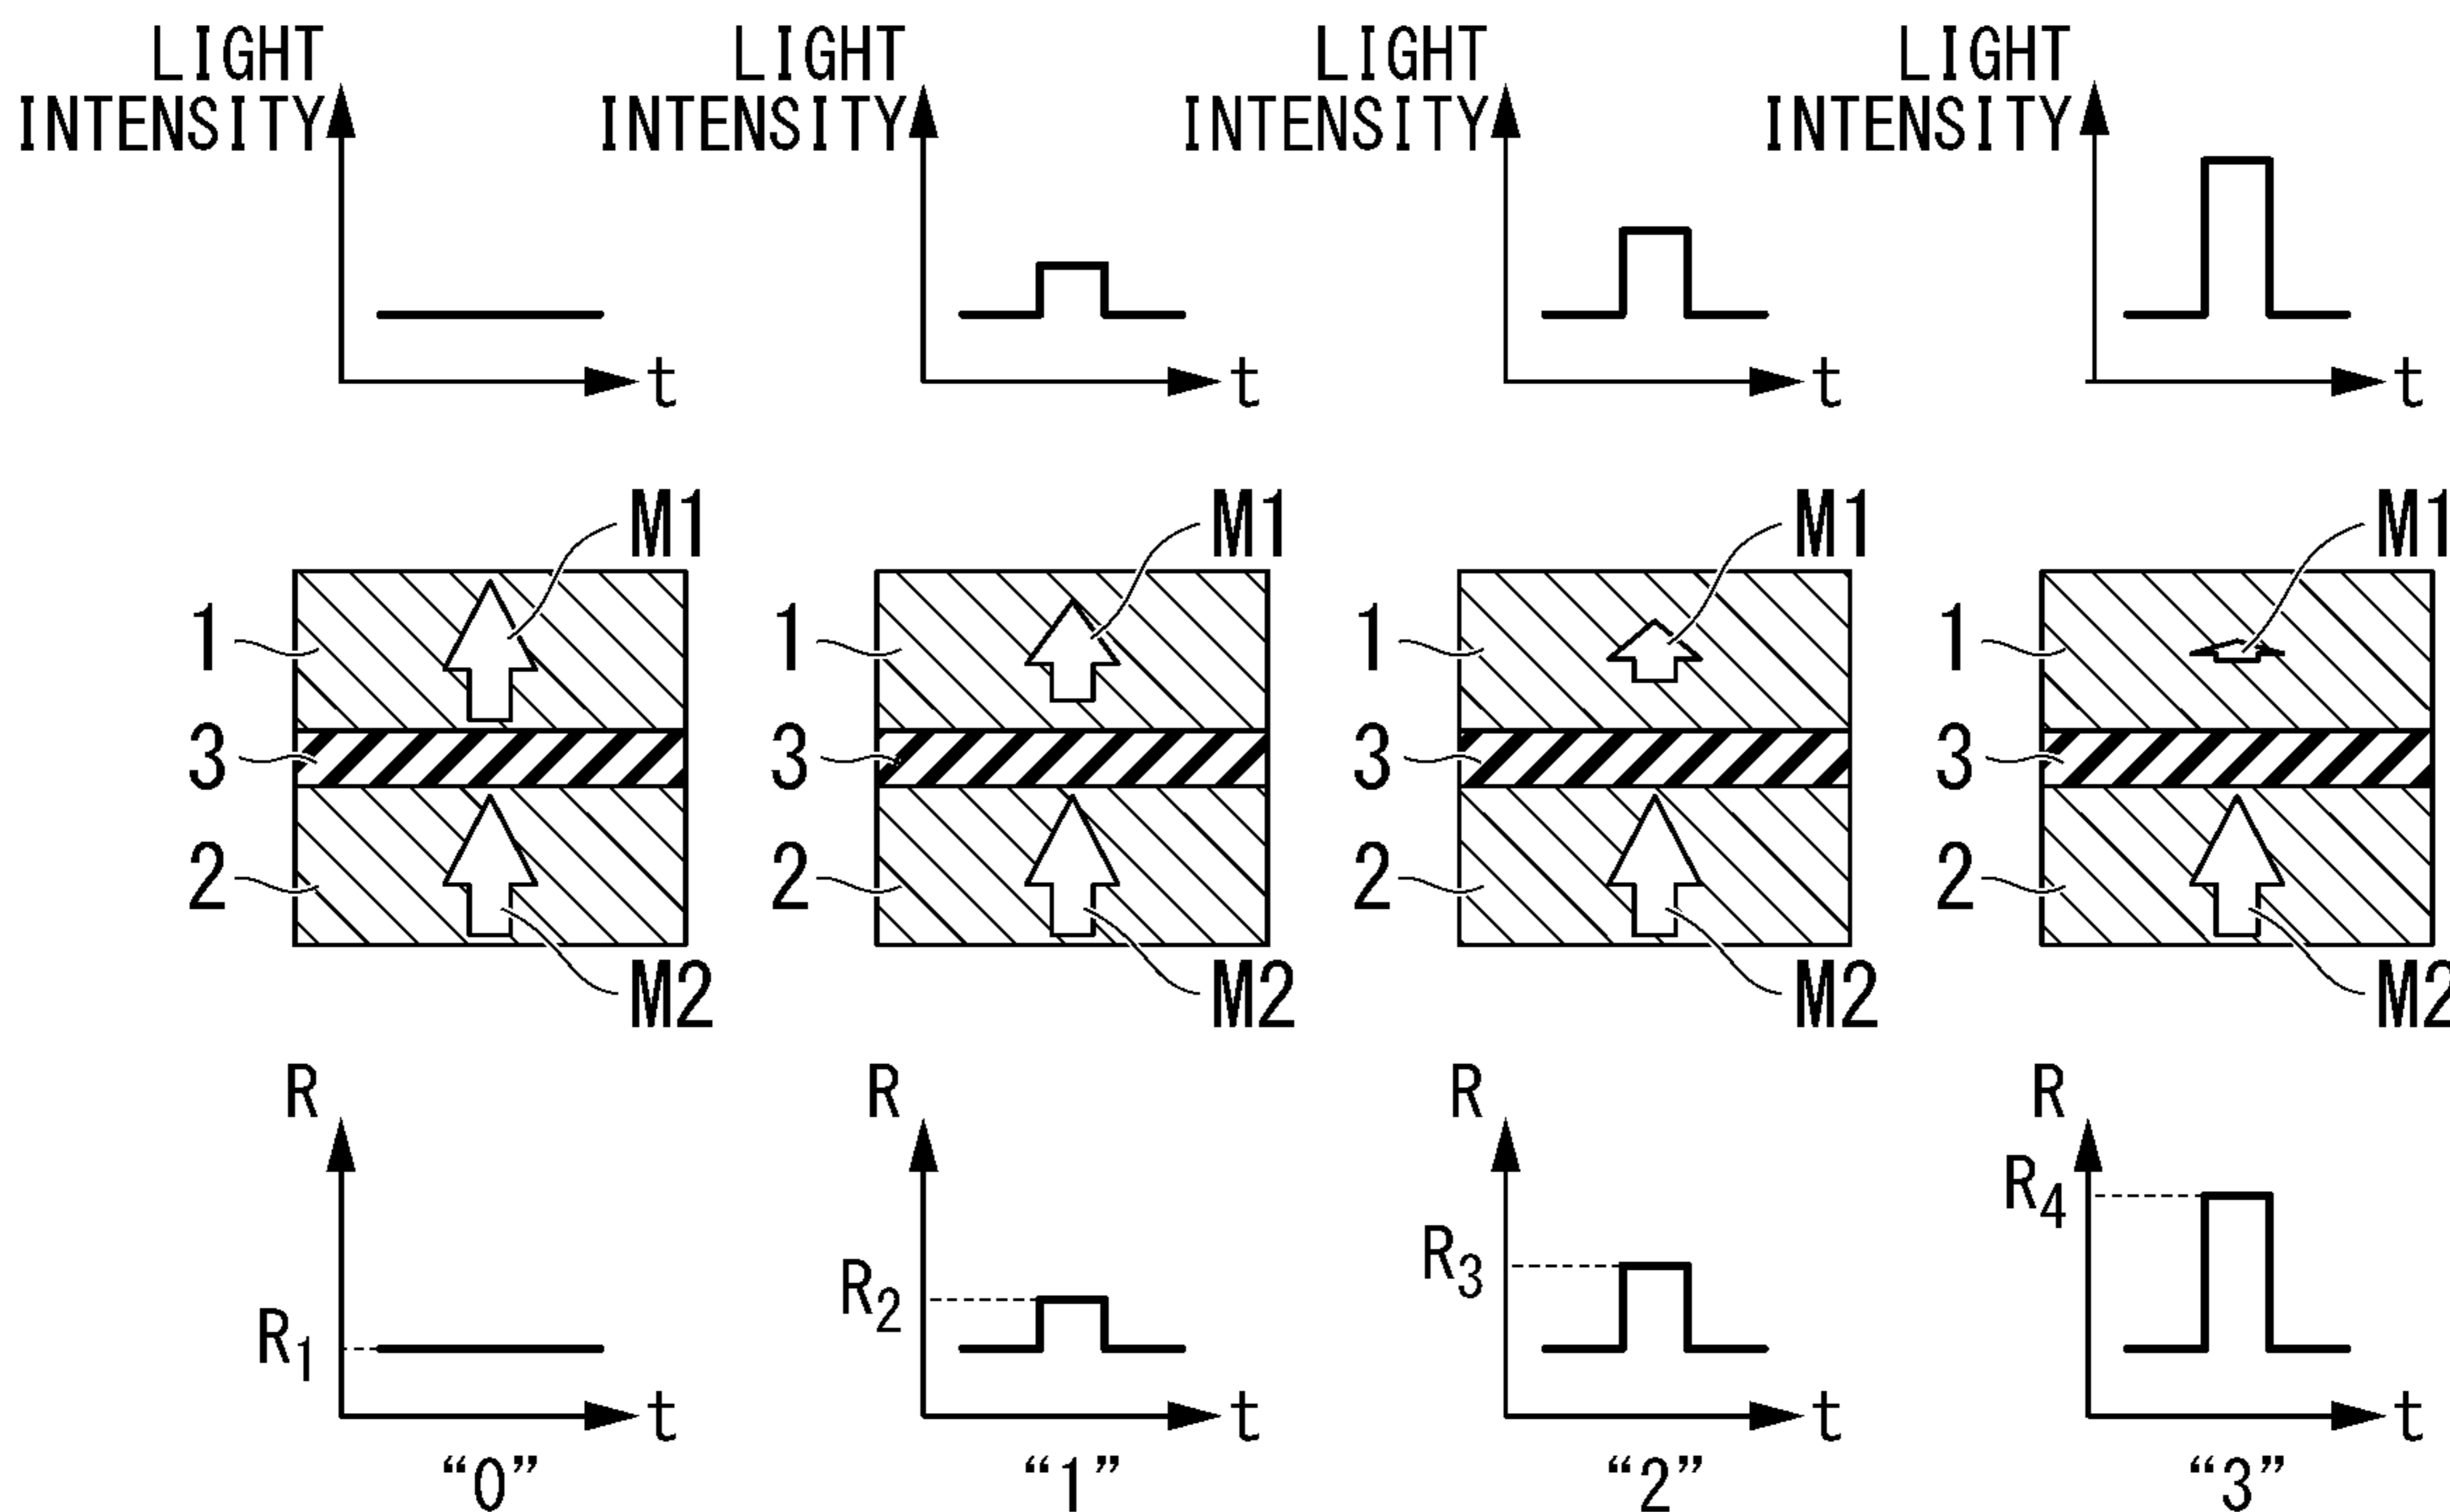 LIGHT INTENSITY
t
LIGHT INTENSITY
t
LIGHT INTENSITY
t
LIGHT INTENSITY
t
M1
1
3
2
M2
M1
1
3
2
M2
M1
1
3
2
M2
M1
1
3
2
M2
R
R1
t
“0”
R
R2
t
“1”
R
R3
t
“2”
R
R4
t
“3”